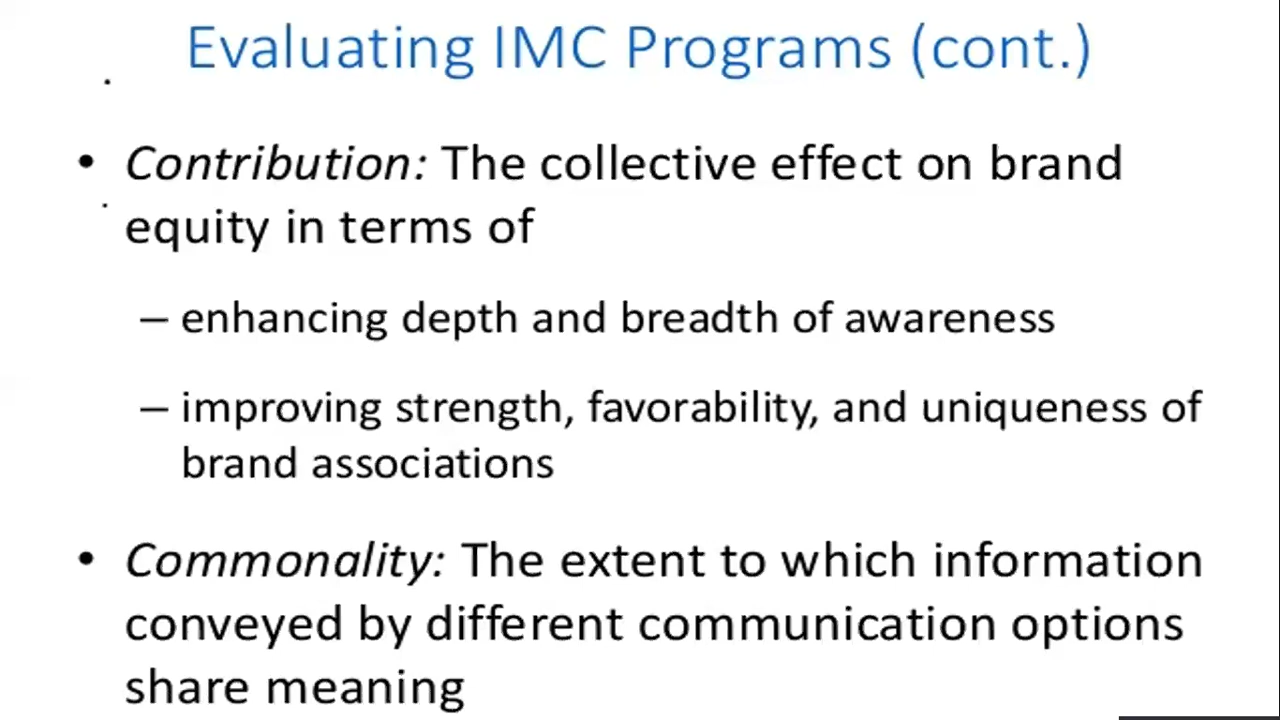 Evaluating IMC Programs (cont.)
• Contribution: The collective effect on brand
equity in terms of
– enhancing depth and breadth of awareness
– improving strength, favorability, and uniqueness of
brand associations
• Commonality: The extent to which information
conveyed by different communication options
share meaning